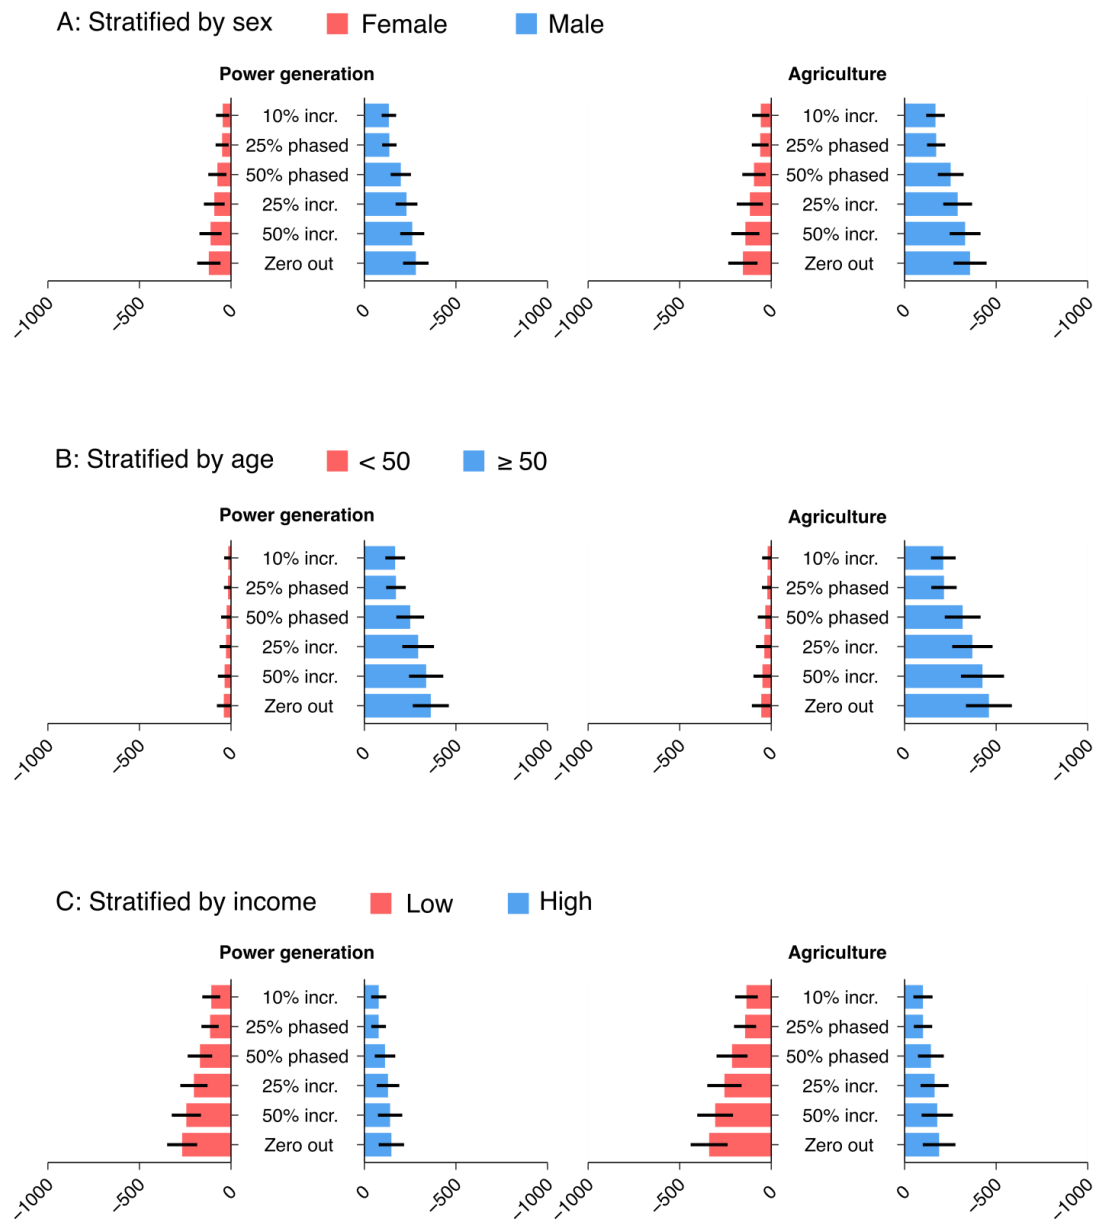 A: Stratified by sex Female Male
Power generation Agriculture
10% incr. 10% incr.
25% phased 25% phased
50% phased 50% phased
25% incr. 25% incr.
50% incr. 50% incr.
Zero out Zero out
−1000 −500 0 0 −500 −1000 −1000 −500 0 0 −500 −1000
B: Stratified by age < 50 ≥ 50
Power generation Agriculture
10% incr. 10% incr.
25% phased 25% phased
50% phased 50% phased
25% incr. 25% incr.
50% incr. 50% incr.
Zero out Zero out
−1000 −500 0 0 −500 −1000 −1000 −500 0 0 −500 −1000
C: Stratified by income Low High
Power generation Agriculture
10% incr. 10% incr.
25% phased 25% phased
50% phased 50% phased
25% incr. 25% incr.
50% incr. 50% incr.
Zero out Zero out
−1000 −500 0 0 −500 −1000 −1000 −500 0 0 −500 −1000